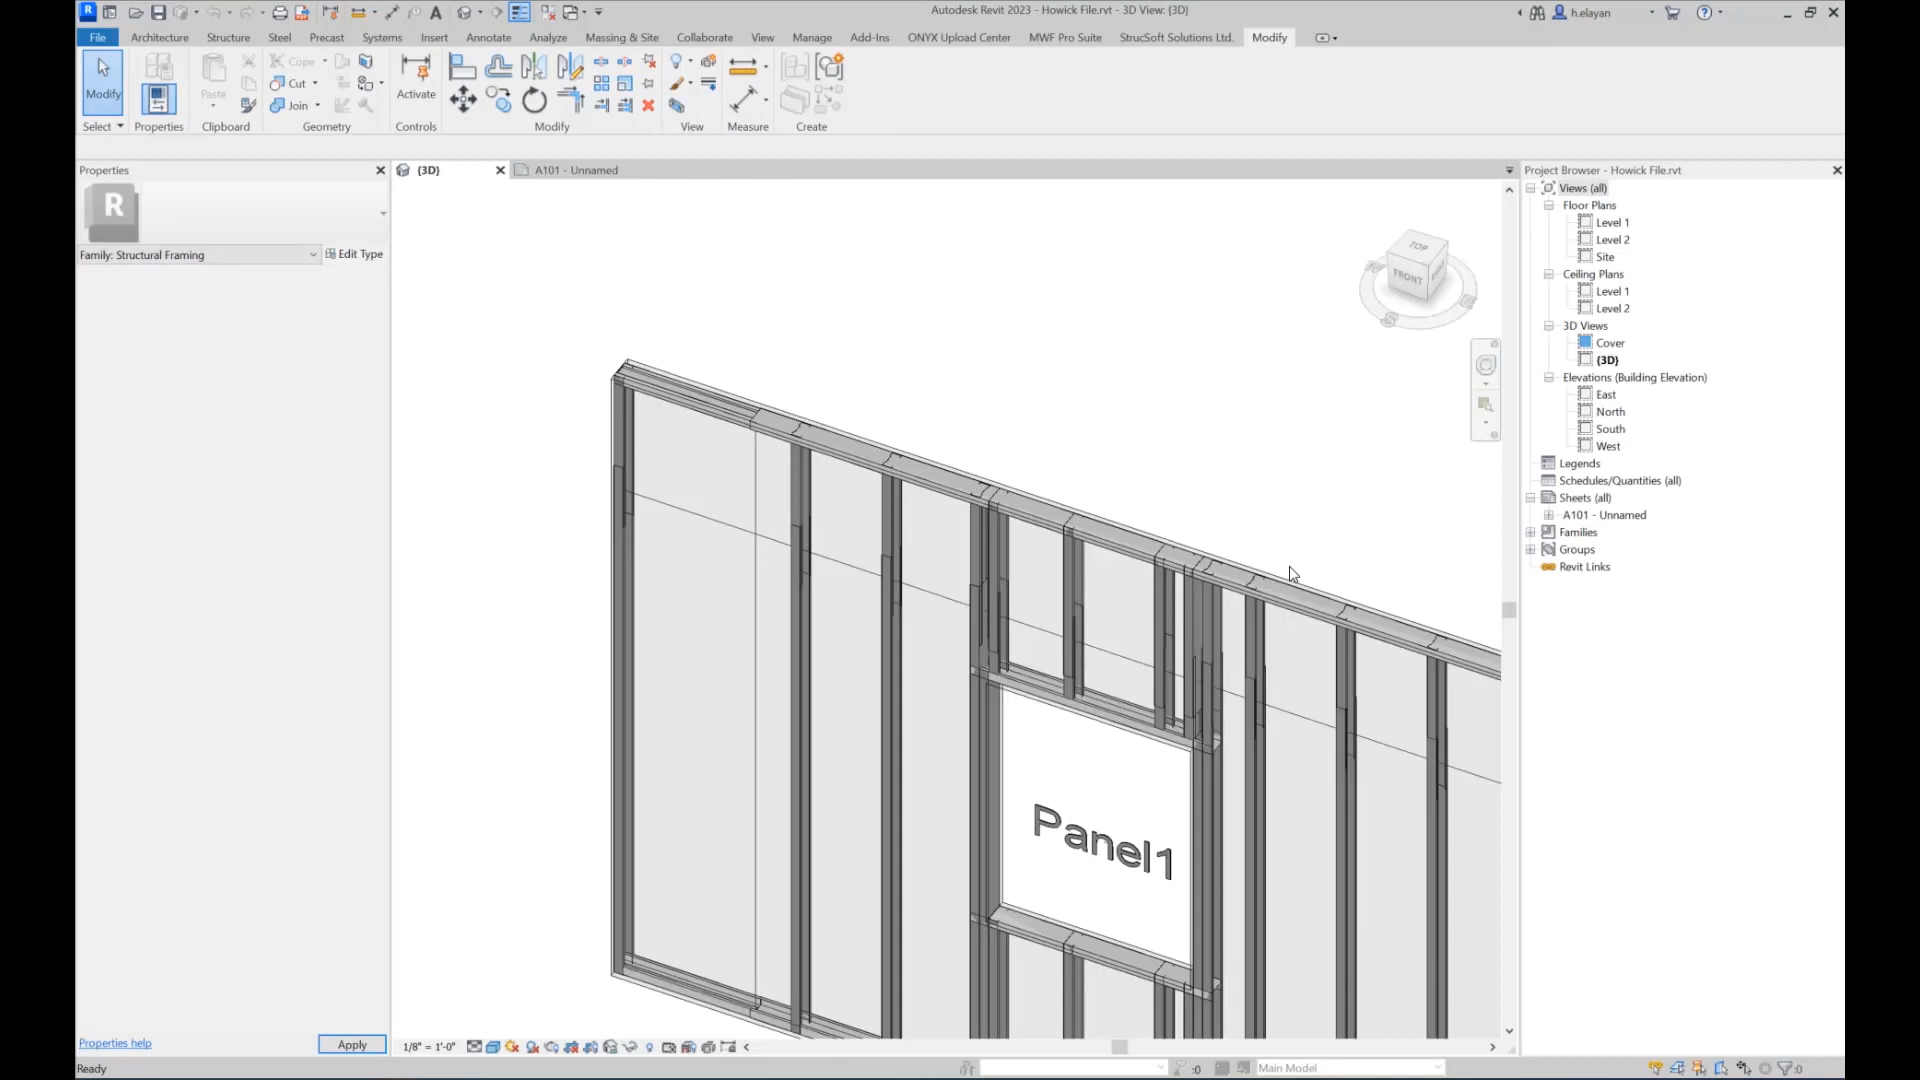 Autodesk Revit 2023 - Howick File.rvt - 3D View: {3D}
h.elayan
File
Architecture
Structure
Steel
Precast
Systems
Insert
Annotate
Analyze
Massing & Site
Collaborate
View
Manage
Add-Ins
ONYX Upload Center
MWF Pro Suite
StrucSoft Solutions Ltd.
Modify
Modify
Paste
Cope
Cut
Join
Activate
Select
Properties
Clipboard
Geometry
Controls
Modify
View
Measure
Create
Properties
{3D}
A101 - Unnamed
Project Browser - Howick File.rvt
R
Family: Structural Framing
Edit Type
TOP
FRONT
W
S
E
Views (all)
Floor Plans
Level 1
Level 2
Site
Ceiling Plans
Level 1
Level 2
3D Views
Cover
{3D}
Elevations (Building Elevation)
East
North
South
West
Legends
Schedules/Quantities (all)
Sheets (all)
A101 - Unnamed
Families
Groups
Revit Links
Panel1
Properties help
Apply
1/8" = 1'-0"
Ready
:0
Main Model
:0